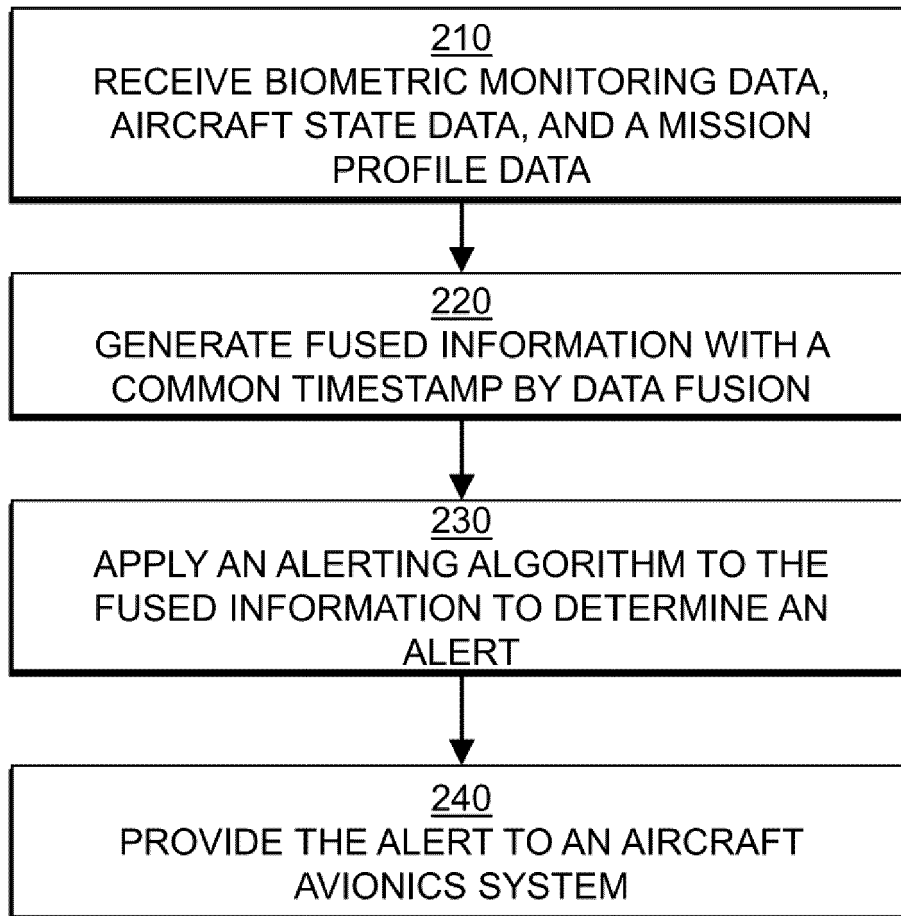 210
RECEIVE BIOMETRIC MONITORING DATA,
AIRCRAFT STATE DATA, AND A MISSION
PROFILE DATA
220
GENERATE FUSED INFORMATION WITH A
COMMON TIMESTAMP BY DATA FUSION
230
APPLY AN ALERTING ALGORITHM TO THE
FUSED INFORMATION TO DETERMINE AN
ALERT
240
PROVIDE THE ALERT TO AN AIRCRAFT
AVIONICS SYSTEM